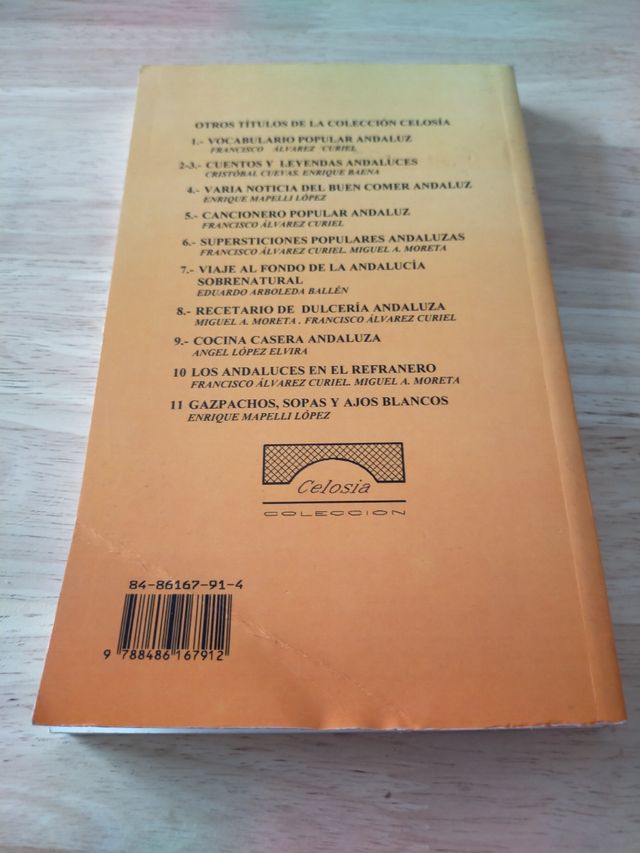 OTROS TÍTULOS DE LA COLECCIÓN CELOSÍA
1.- VOCABULARIO POPULAR ANDALUZ
FRANCISCO ÁLVAREZ CURIEL
2-3.- CUENTOS Y LEYENDAS ANDALUCES
CRISTÓBAL CUEVAS. ENRIQUE BAENA
4.- VARIA NOTICIA DEL BUEN COMER ANDALUZ
ENRIQUE MAPELLI LÓPEZ
5.- CANCIONERO POPULAR ANDALUZ
FRANCISCO ÁLVAREZ CURIEL
6.- SUPERSTICIONES POPULARES ANDALUZAS
FRANCISCO ÁLVAREZ CURIEL. MIGUEL A. MORETA
7.- VIAJE AL FONDO DE LA ANDALUCÍA
SOBRENATURAL
EDUARDO ARBOLEDA BALLÉN
8.- RECETARIO DE DULCERÍA ANDALUZA
MIGUEL A. MORETA . FRANCISCO ÁLVAREZ CURIEL
9.- COCINA CASERA ANDALUZA
ANGEL LÓPEZ ELVIRA
10 LOS ANDALUCES EN EL REFRANERO
FRANCISCO ÁLVAREZ CURIEL. MIGUEL A. MORETA
11 GAZPACHOS, SOPAS Y AJOS BLANCOS
ENRIQUE MAPELLI LÓPEZ
Celosia
COLECCION
84-86167-91-4
9 788486 167912